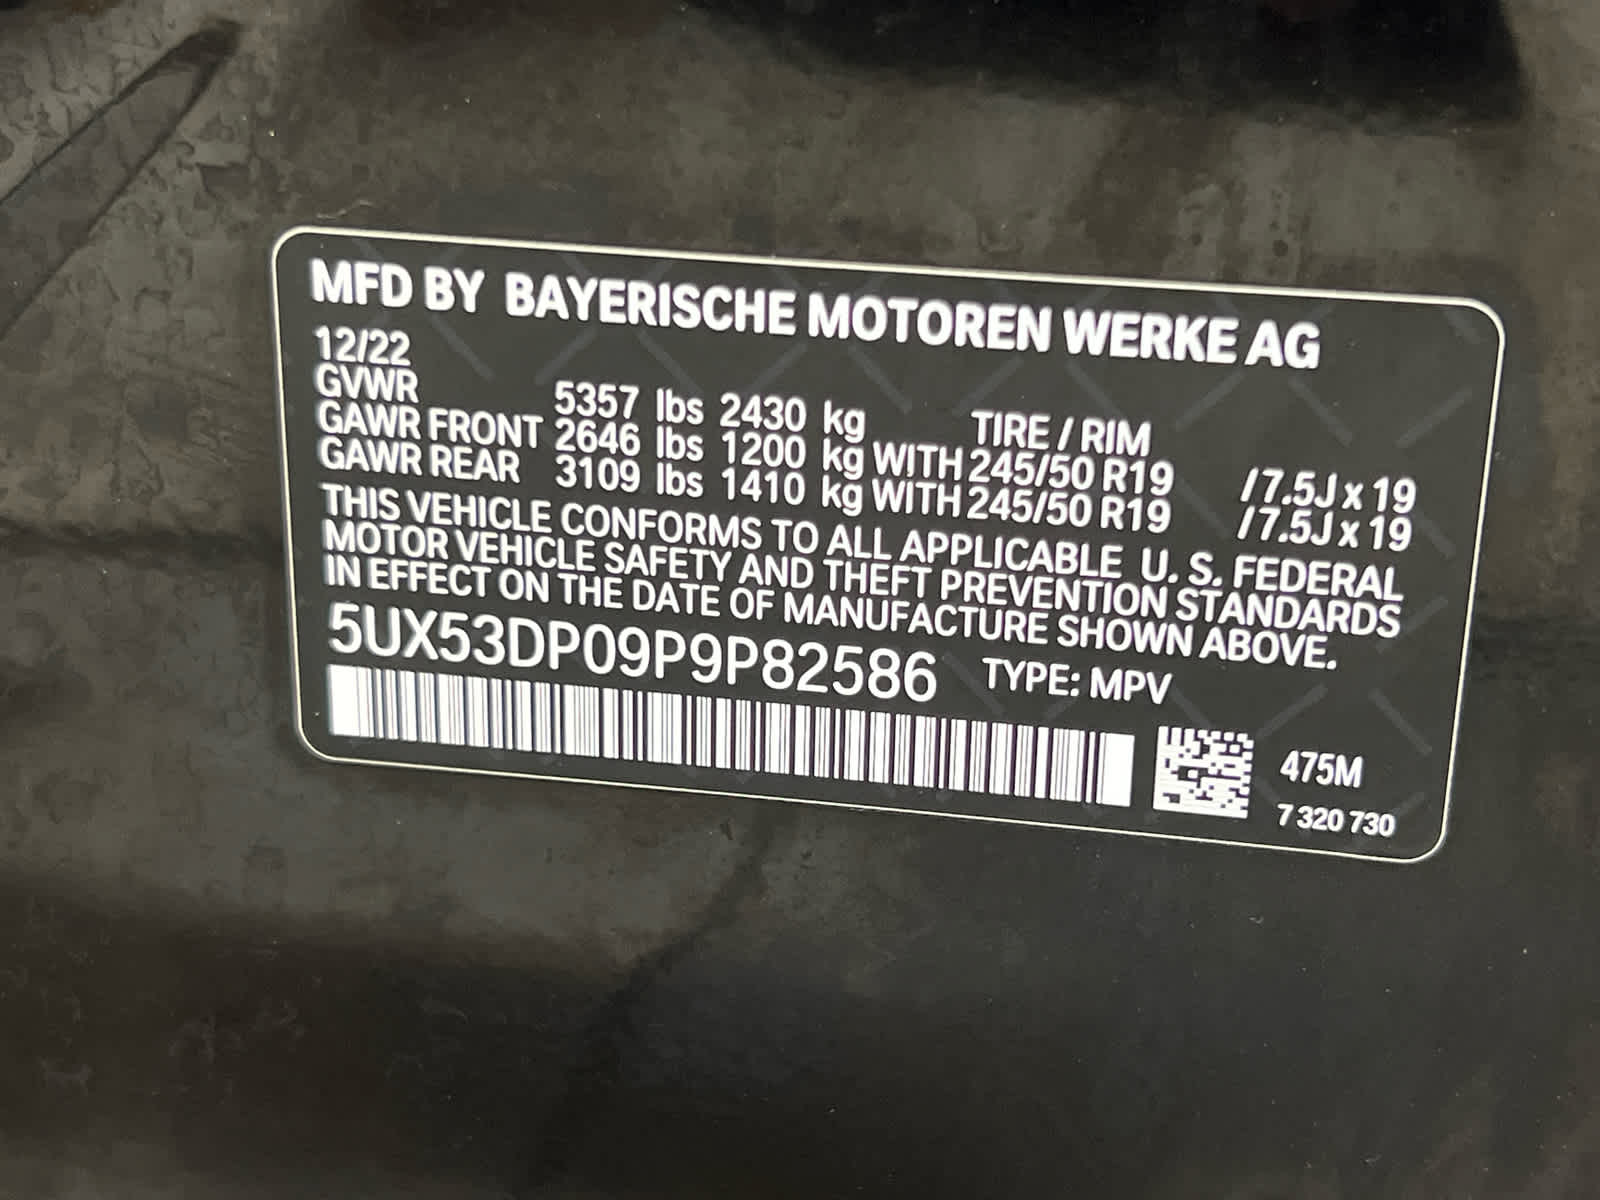 MFD BY BAYERISCHE MOTOREN WERKE AG
12/22
GVWR 5357 lbs 2430 kg TIRE / RIM
GAWR FRONT 2646 lbs 1200 kg WITH 245/50 R19 / 7.5J x 19
GAWR REAR 3109 lbs 1410 kg WITH 245/50 R19 / 7.5J x 19
THIS VEHICLE CONFORMS TO ALL APPLICABLE U. S. FEDERAL
MOTOR VEHICLE SAFETY AND THEFT PREVENTION STANDARDS
IN EFFECT ON THE DATE OF MANUFACTURE SHOWN ABOVE.
5UX53DP09P9P82586 TYPE: MPV
475M
7 320 730